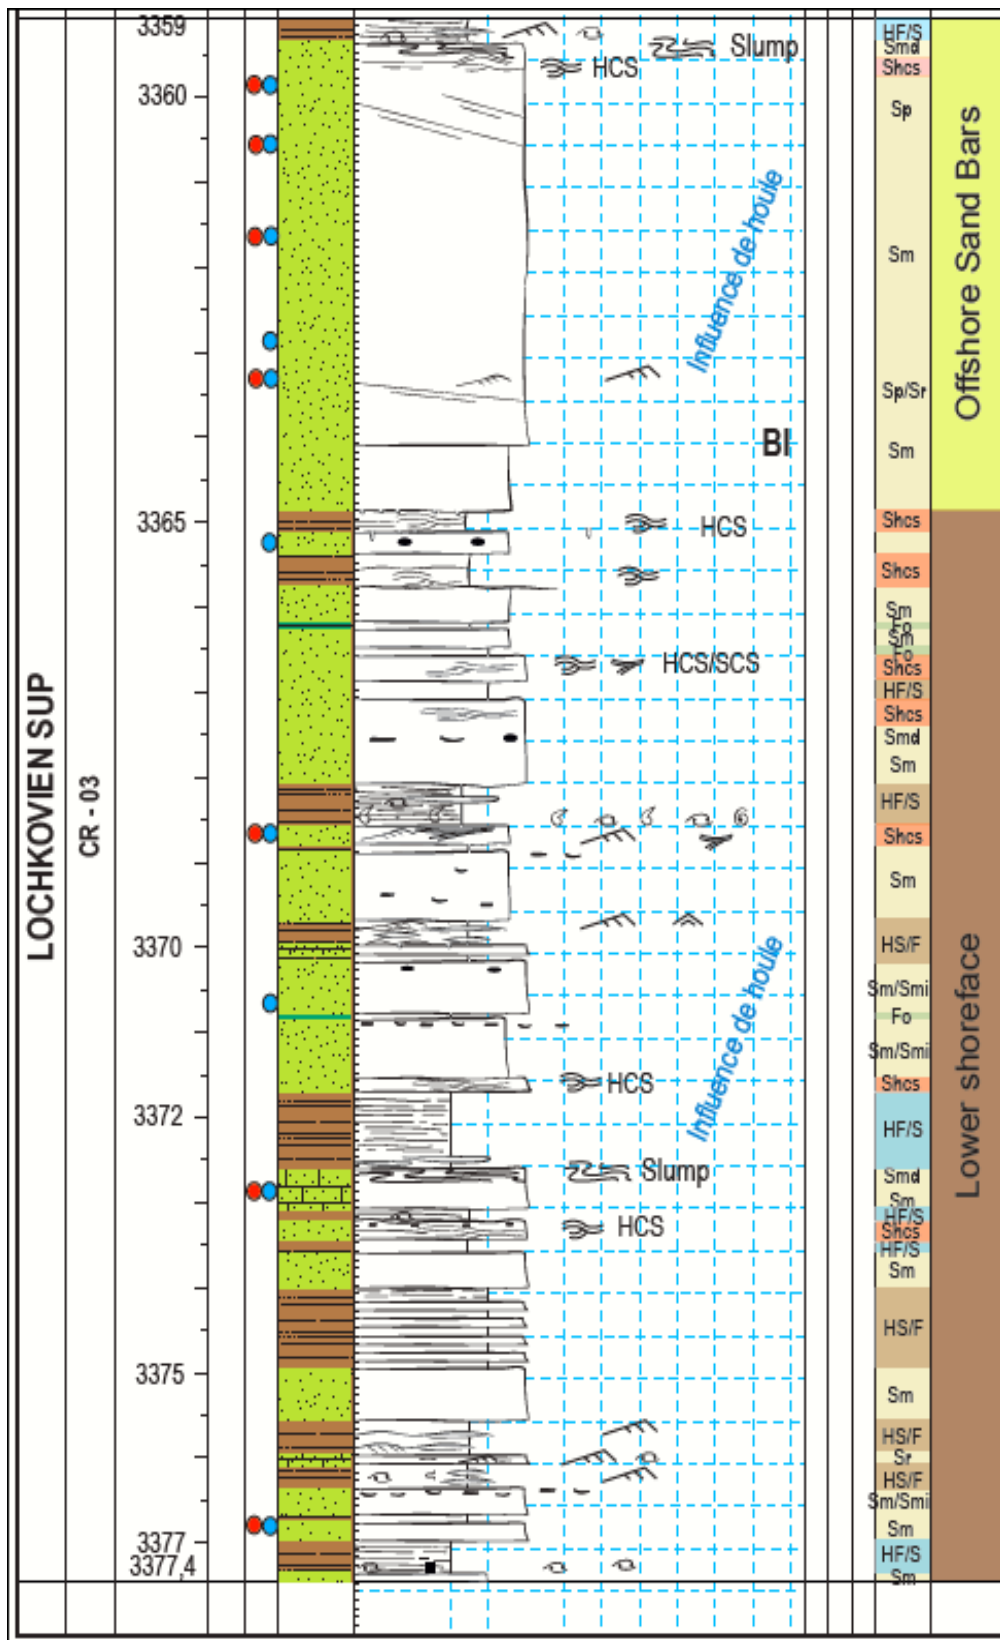 3359
HF/S
Smd
Slump
HCS
Shcs
3360
Sp
Offshore Sand Bars
Influence de houle
Sm
Sp/Sr
BI
Sm
3365
HCS
Shcs
Shcs
Sm
Fo
Sm
Fo
HCS/SCS
Shcs
HF/S
Shcs
Smd
Sm
LOCHKOVIEN SUP
CR - 03
HF/S
Shcs
Sm
3370
HS/F
Lower shoreface
Influence de houle
Sm/Smi
Fo
Sm/Smi
HCS
Shcs
3372
HF/S
Slump
Smd
Sm
HF/S
HCS
Shcs
HF/S
Sm
HS/F
3375
Sm
HS/F
Sr
HS/F
Sm/Smi
Sm
3377
HF/S
3377,4
Sm